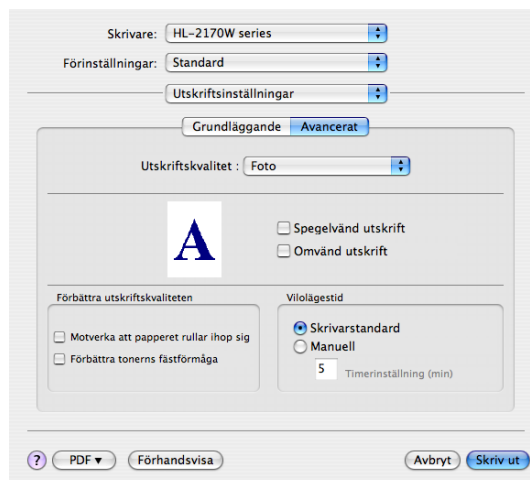 Skrivare: HL-2170W series
Förinställningar: Standard
Utskriftsinställningar
Grundläggande Avancerat
Utskriftskvalitet : Foto
A
Spegelvänd utskrift
Omvänd utskrift
Förbättra utskriftskvaliteten
Vilolägestid
Motverka att papperet rullar ihop sig
Förbättra tonerns fästförmåga
Skrivarstandard
Manuell
5 Timerinställning (min)
? PDF▼ Förhandsvisa Avbryt Skriv ut